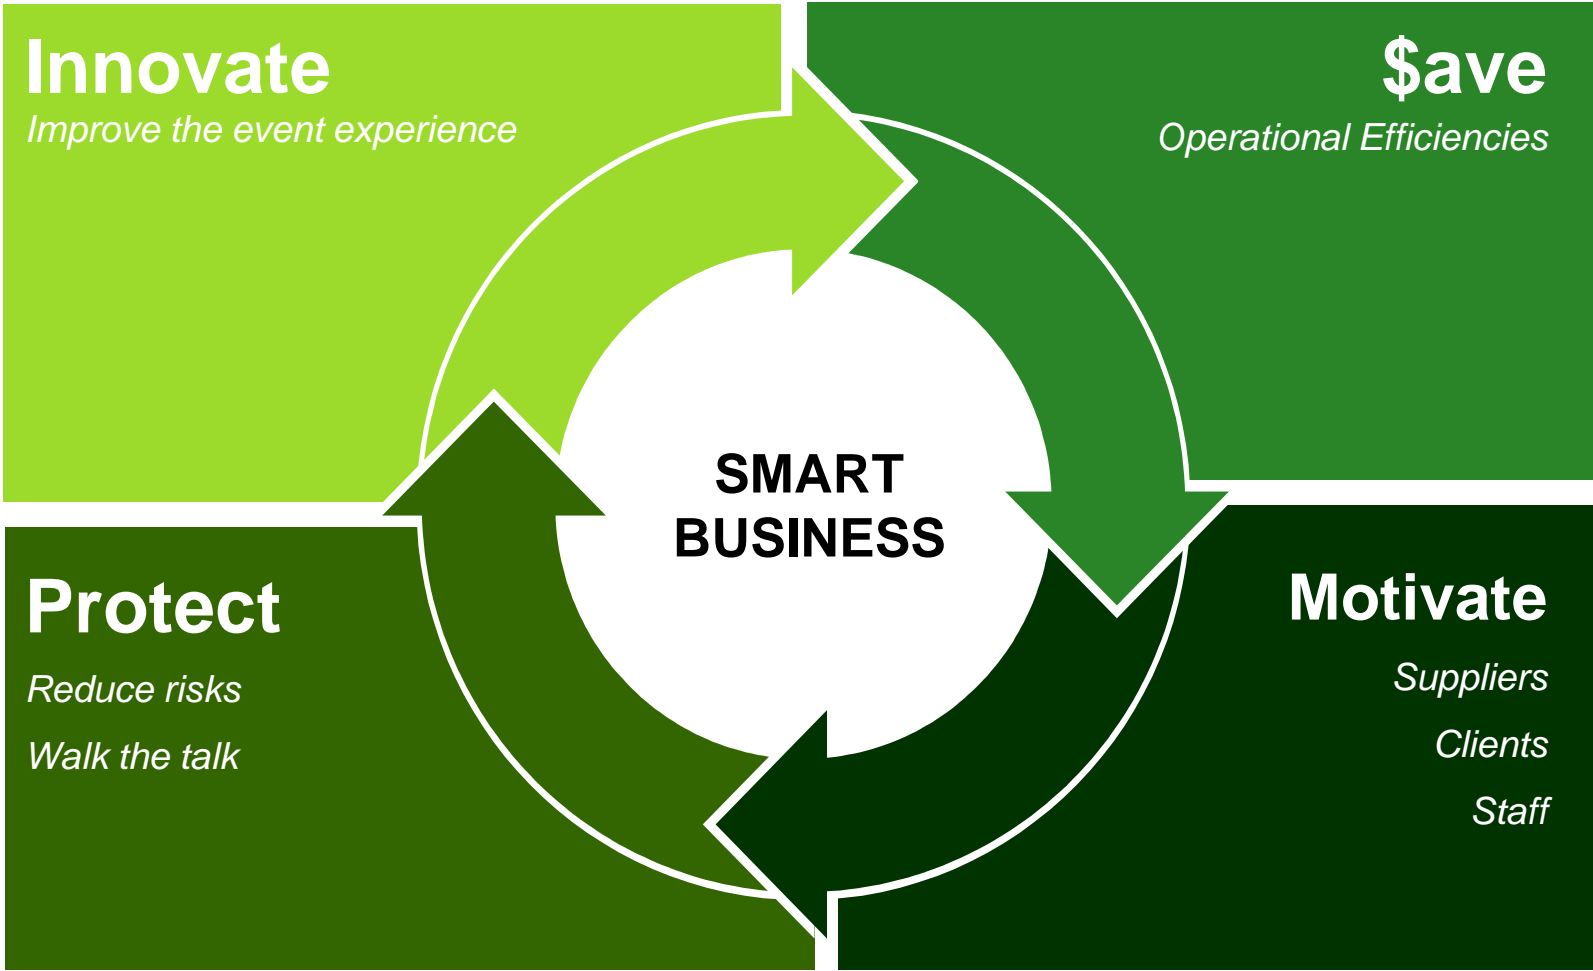 Innovate
Improve the event experience
$ave
Operational Efficiencies
SMART
BUSINESS
Protect
Reduce risks
Walk the talk
Motivate
Suppliers
Clients
Staff